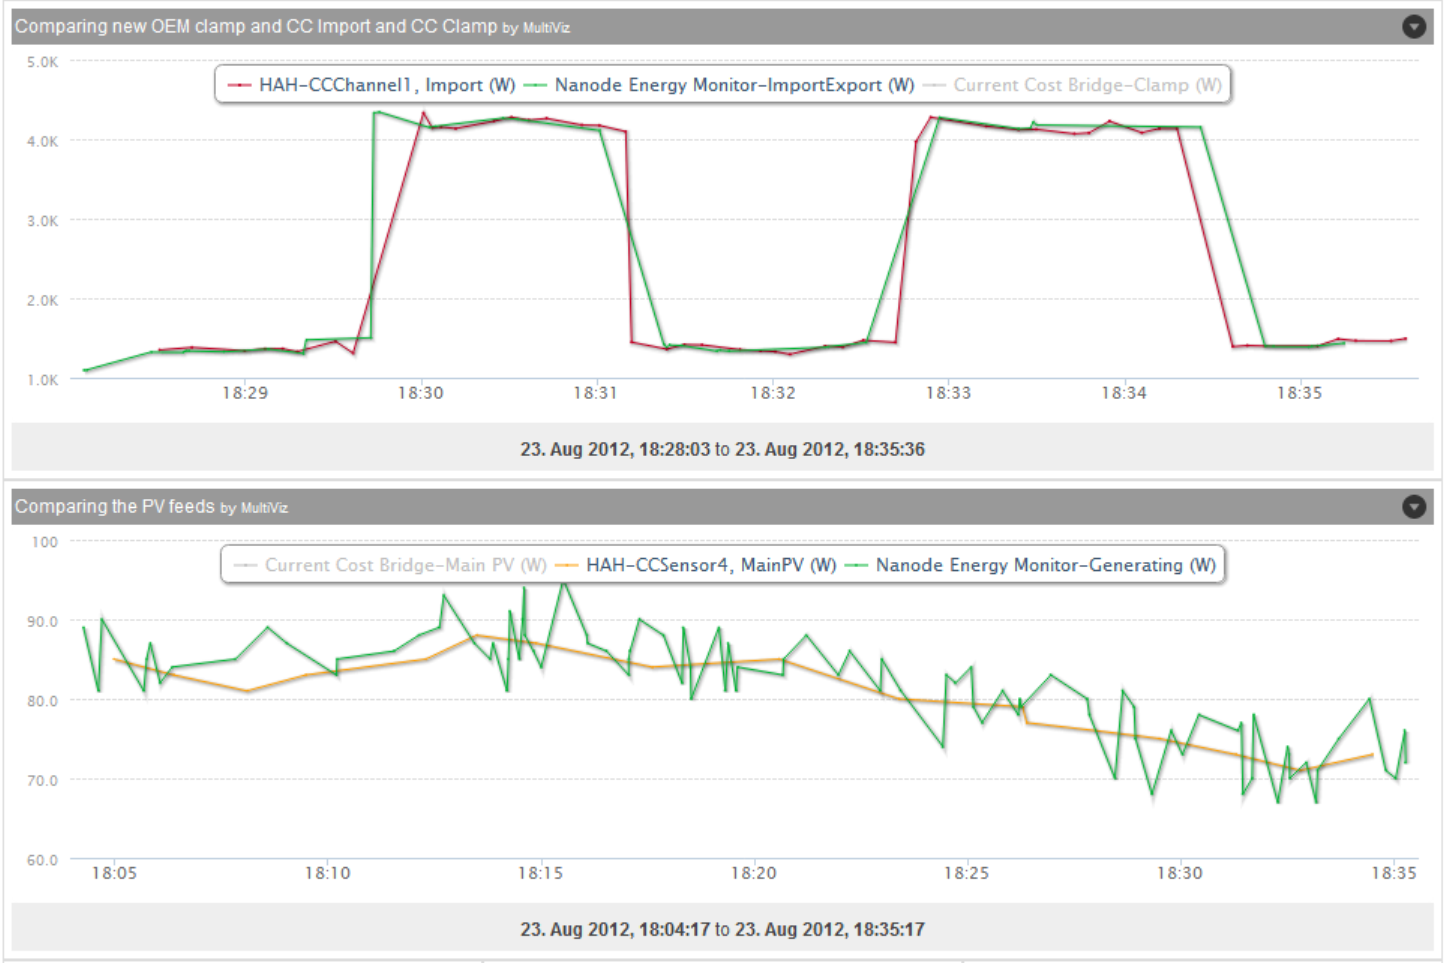 Comparing new OEM clamp and CC Import and CC Clamp by MultiViz
5.0K
HAH-CCChannel1, Import (W) Nanode Energy Monitor-ImportExport (W) Current Cost Bridge-Clamp (W)
4.0K
3.0K
2.0K
1.0K
18:29 18:30 18:31 18:32 18:33 18:34 18:35
23. Aug 2012, 18:28:03 to 23. Aug 2012, 18:35:36
Comparing the PV feeds by MultiViz
100
Current Cost Bridge-Main PV (W) HAH-CCSensor4, MainPV (W) Nanode Energy Monitor-Generating (W)
90.0
80.0
70.0
60.0
18:05 18:10 18:15 18:20 18:25 18:30 18:35
23. Aug 2012, 18:04:17 to 23. Aug 2012, 18:35:17